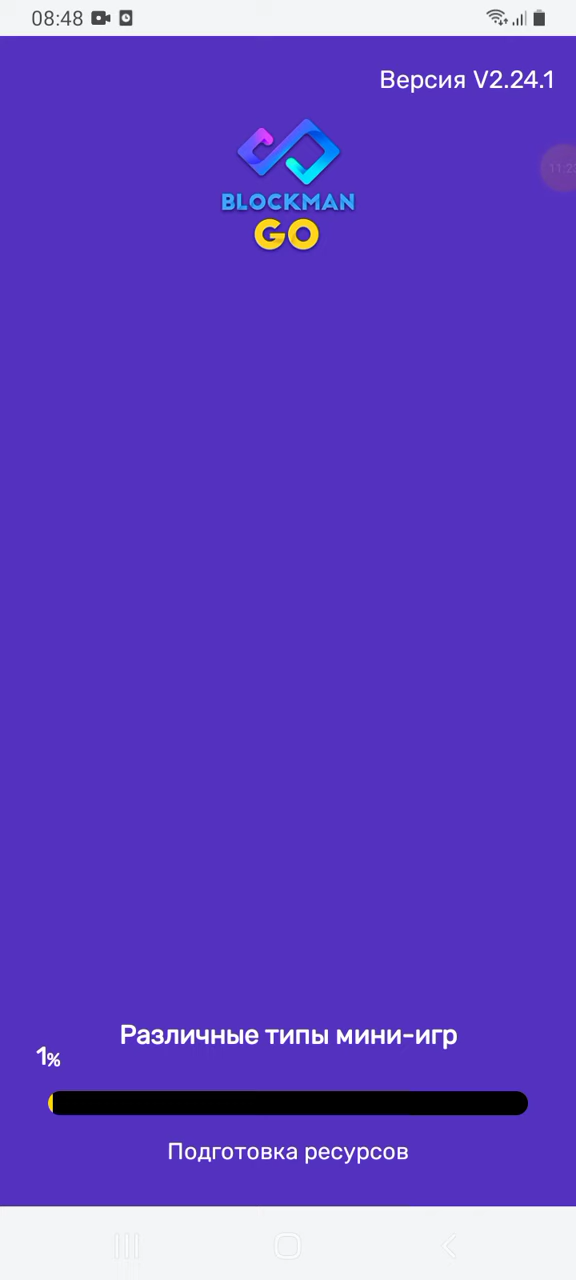 08:48
Версия V2.24.1
BLOCKMAN
GO
Различные типы мини-игр
1%
Подготовка ресурсов